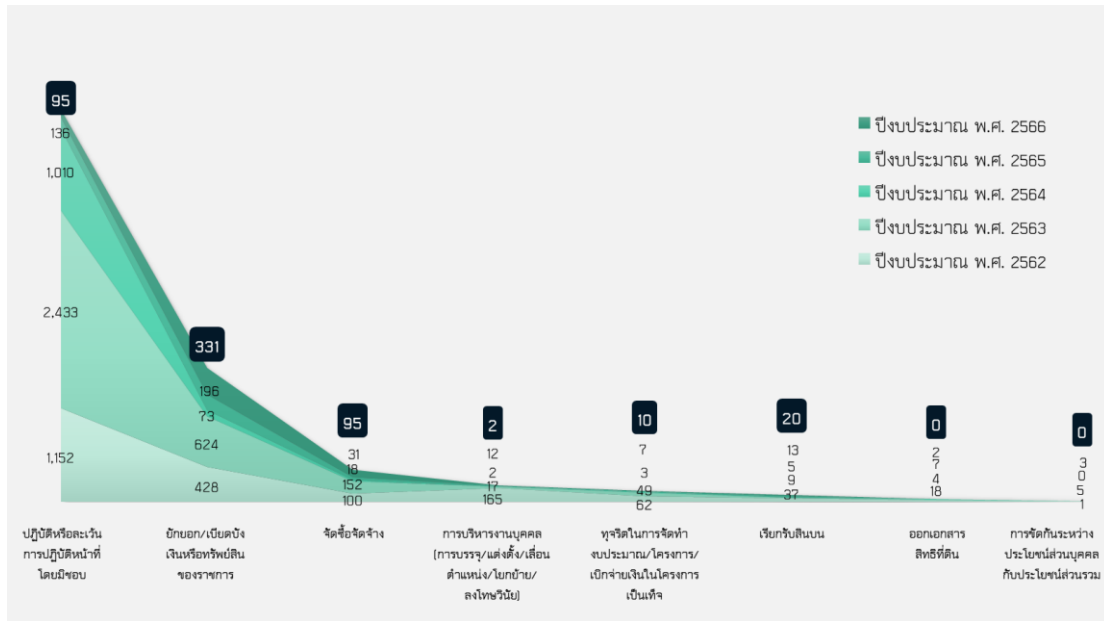 95
136
1,010
2,433
1,152
331
196
73
624
428
95
31
18
152
100
2
12
2
17
165
10
7
3
49
62
20
13
5
9
37
0
2
7
4
18
0
3
0
5
1
ปีงบประมาณ พ.ศ. 2566
ปีงบประมาณ พ.ศ. 2565
ปีงบประมาณ พ.ศ. 2564
ปีงบประมาณ พ.ศ. 2563
ปีงบประมาณ พ.ศ. 2562
ปฏิบัติหรือละเว้น
การปฏิบัติหน้าที่
โดยมิชอบ
ยักยอก/เบียดบัง
เงินหรือทรัพย์สิน
ของราชการ
จัดซื้อจัดจ้าง
การบริหารงานบุคคล
(การบรรจุ/แต่งตั้ง/เลื่อน
ตำแหน่ง/โยกย้าย/
ลงโทษวินัย)
ทุจริตในการจัดทำ
งบประมาณ/โครงการ/
เบิกจ่ายเงินในโครงการ
เป็นเท็จ
เรียกรับสินบน
ออกเอกสาร
สิทธิที่ดิน
การขัดกันระหว่าง
ประโยชน์ส่วนบุคคล
กับประโยชน์ส่วนรวม